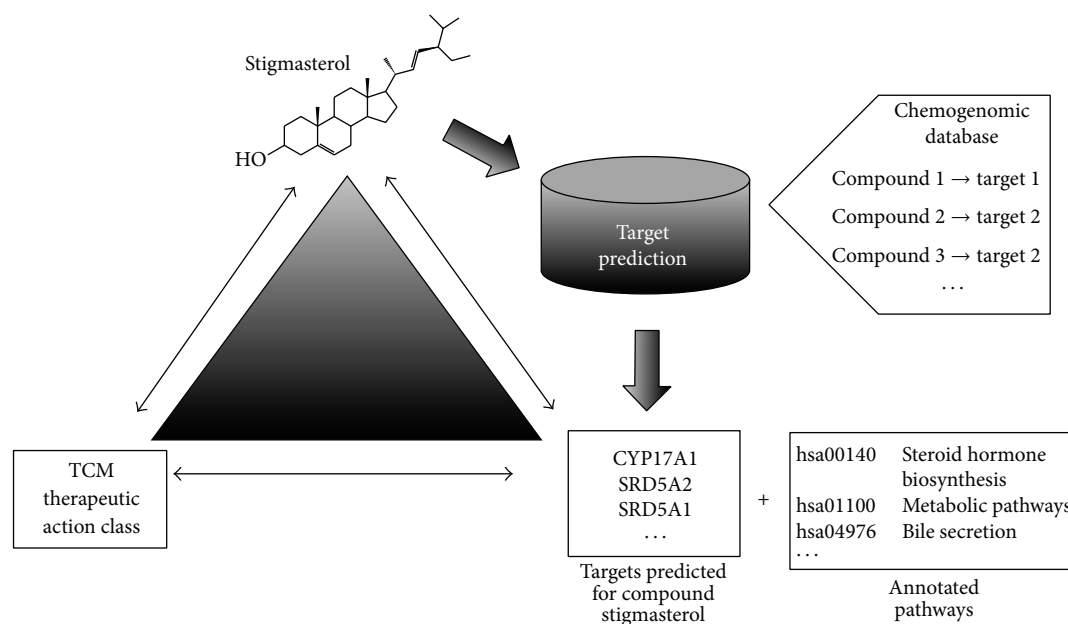 Stigmasterol
HO
Chemogenomic
database
Compound 1 → target 1
Compound 2 → target 2
Compound 3 → target 2
...
Target
prediction
TCM
therapeutic
action class
CYP17A1
SRD5A2
SRD5A1
...
+
hsa00140 Steroid hormone
biosynthesis
hsa01100 Metabolic pathways
hsa04976 Bile secretion
...
Targets predicted
for compound
stigmasterol
Annotated
pathways